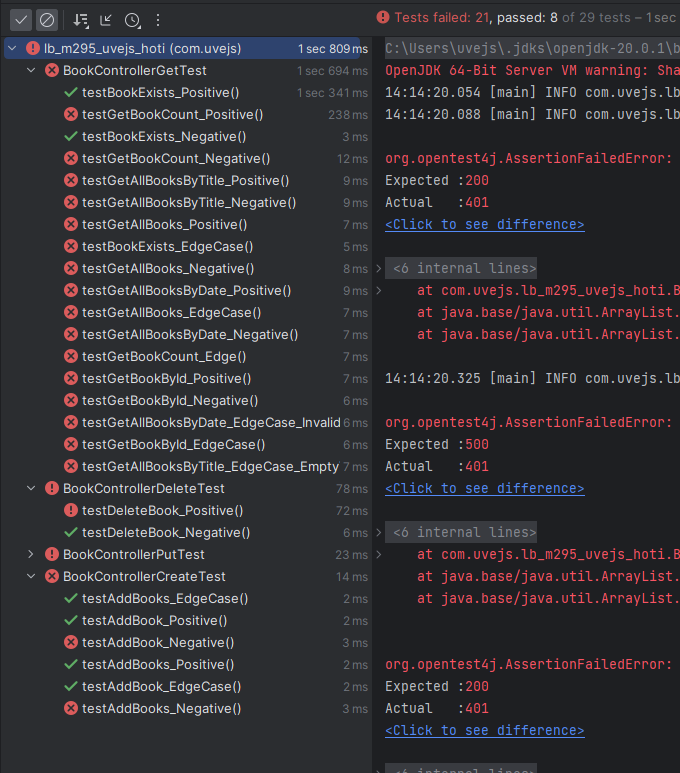 Tests failed: 21, passed: 8 of 29 tests – 1 sec
lb_m295_uvejs_hoti (com.uvejs) 1 sec 809 ms
BookControllerGetTest 1 sec 694 ms
testBookExists_Positive() 1 sec 341 ms
testGetBookCount_Positive() 238 ms
testBookExists_Negative() 3 ms
testGetBookCount_Negative() 12 ms
testGetAllBooksByTitle_Positive() 9 ms
testGetAllBooksByTitle_Negative() 9 ms
testGetAllBooks_Positive() 7 ms
testBookExists_EdgeCase() 5 ms
testGetAllBooks_Negative() 8 ms
testGetAllBooksByDate_Positive() 9 ms
testGetAllBooks_EdgeCase() 7 ms
testGetAllBooksByDate_Negative() 7 ms
testGetBookCount_Edge() 7 ms
testGetBookById_Positive() 7 ms
testGetBookById_Negative() 6 ms
testGetAllBooksByDate_EdgeCase_Invalid 6 ms
testGetBookById_EdgeCase() 6 ms
testGetAllBooksByTitle_EdgeCase_Empty 7 ms
BookControllerDeleteTest 78 ms
testDeleteBook_Positive() 72 ms
testDeleteBook_Negative() 6 ms
BookControllerPutTest 23 ms
BookControllerCreateTest 14 ms
testAddBooks_EdgeCase() 2 ms
testAddBook_Positive() 2 ms
testAddBook_Negative() 3 ms
testAddBooks_Positive() 2 ms
testAddBook_EdgeCase() 2 ms
testAddBooks_Negative() 3 ms
C:\Users\uvejs\.jdks\openjdk-20.0.1\b
OpenJDK 64-Bit Server VM warning: Sha
14:14:20.054 [main] INFO com.uvejs.lb
14:14:20.088 [main] INFO com.uvejs.lb
org.opentest4j.AssertionFailedError:
Expected :200
Actual   :401
<Click to see difference>
<6 internal lines>
at com.uvejs.lb_m295_uvejs_hoti.B
at java.base/java.util.ArrayList.
at java.base/java.util.ArrayList.
14:14:20.325 [main] INFO com.uvejs.lb
org.opentest4j.AssertionFailedError:
Expected :500
Actual   :401
<Click to see difference>
<6 internal lines>
at com.uvejs.lb_m295_uvejs_hoti.B
at java.base/java.util.ArrayList.
at java.base/java.util.ArrayList.
org.opentest4j.AssertionFailedError:
Expected :200
Actual   :401
<Click to see difference>
<6 internal lines>